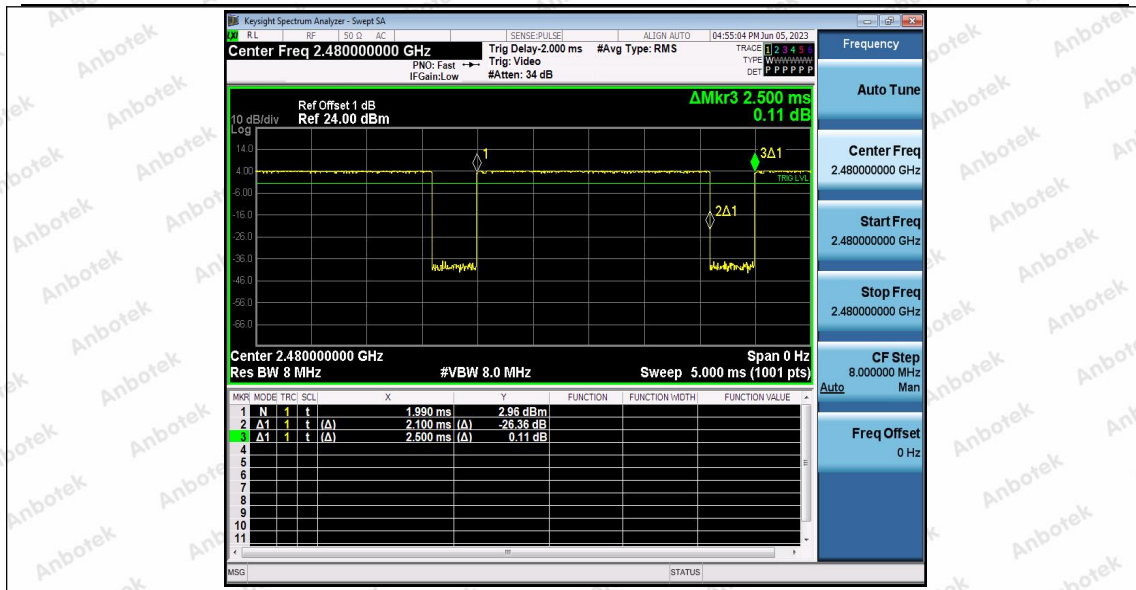 Keysight Spectrum Analyzer - Swept SA
LXI RL RF 50 Ω AC SENSE:PULSE ALIGN AUTO 04:55:04 PM Jun 05, 2023
Center Freq 2.480000000 GHz
Trig Delay-2.000 ms #Avg Type: RMS
TRACE 1 2 3 4 5 6
PNO: Fast Trig: Video
TYPE WWWWWW
IFGain:Low #Atten: 34 dB
DET P P P P P P
Frequency
Auto Tune
Center Freq
2.480000000 GHz
Start Freq
2.480000000 GHz
Stop Freq
2.480000000 GHz
CF Step
8.000000 MHz
Auto Man
Freq Offset
0 Hz
ΔMkr3 2.500 ms
0.11 dB
Ref Offset 1 dB
10 dB/div Ref 24.00 dBm
Log
14.0
4.00
-6.00
-16.0
-26.0
-36.0
-46.0
-56.0
-66.0
1
3Δ1
TRIG LVL
2Δ1
Center 2.480000000 GHz Span 0 Hz
Res BW 8 MHz #VBW 8.0 MHz Sweep 5.000 ms (1001 pts)
MKR MODE TRC SCL X Y FUNCTION FUNCTION WIDTH FUNCTION VALUE
1 N 1 t 1.990 ms 2.96 dBm
2 Δ1 1 t (Δ) 2.100 ms (Δ) -26.36 dB
3 Δ1 1 t (Δ) 2.500 ms (Δ) 0.11 dB
4
5
6
7
8
9
10
11
MSG STATUS
Anbotek